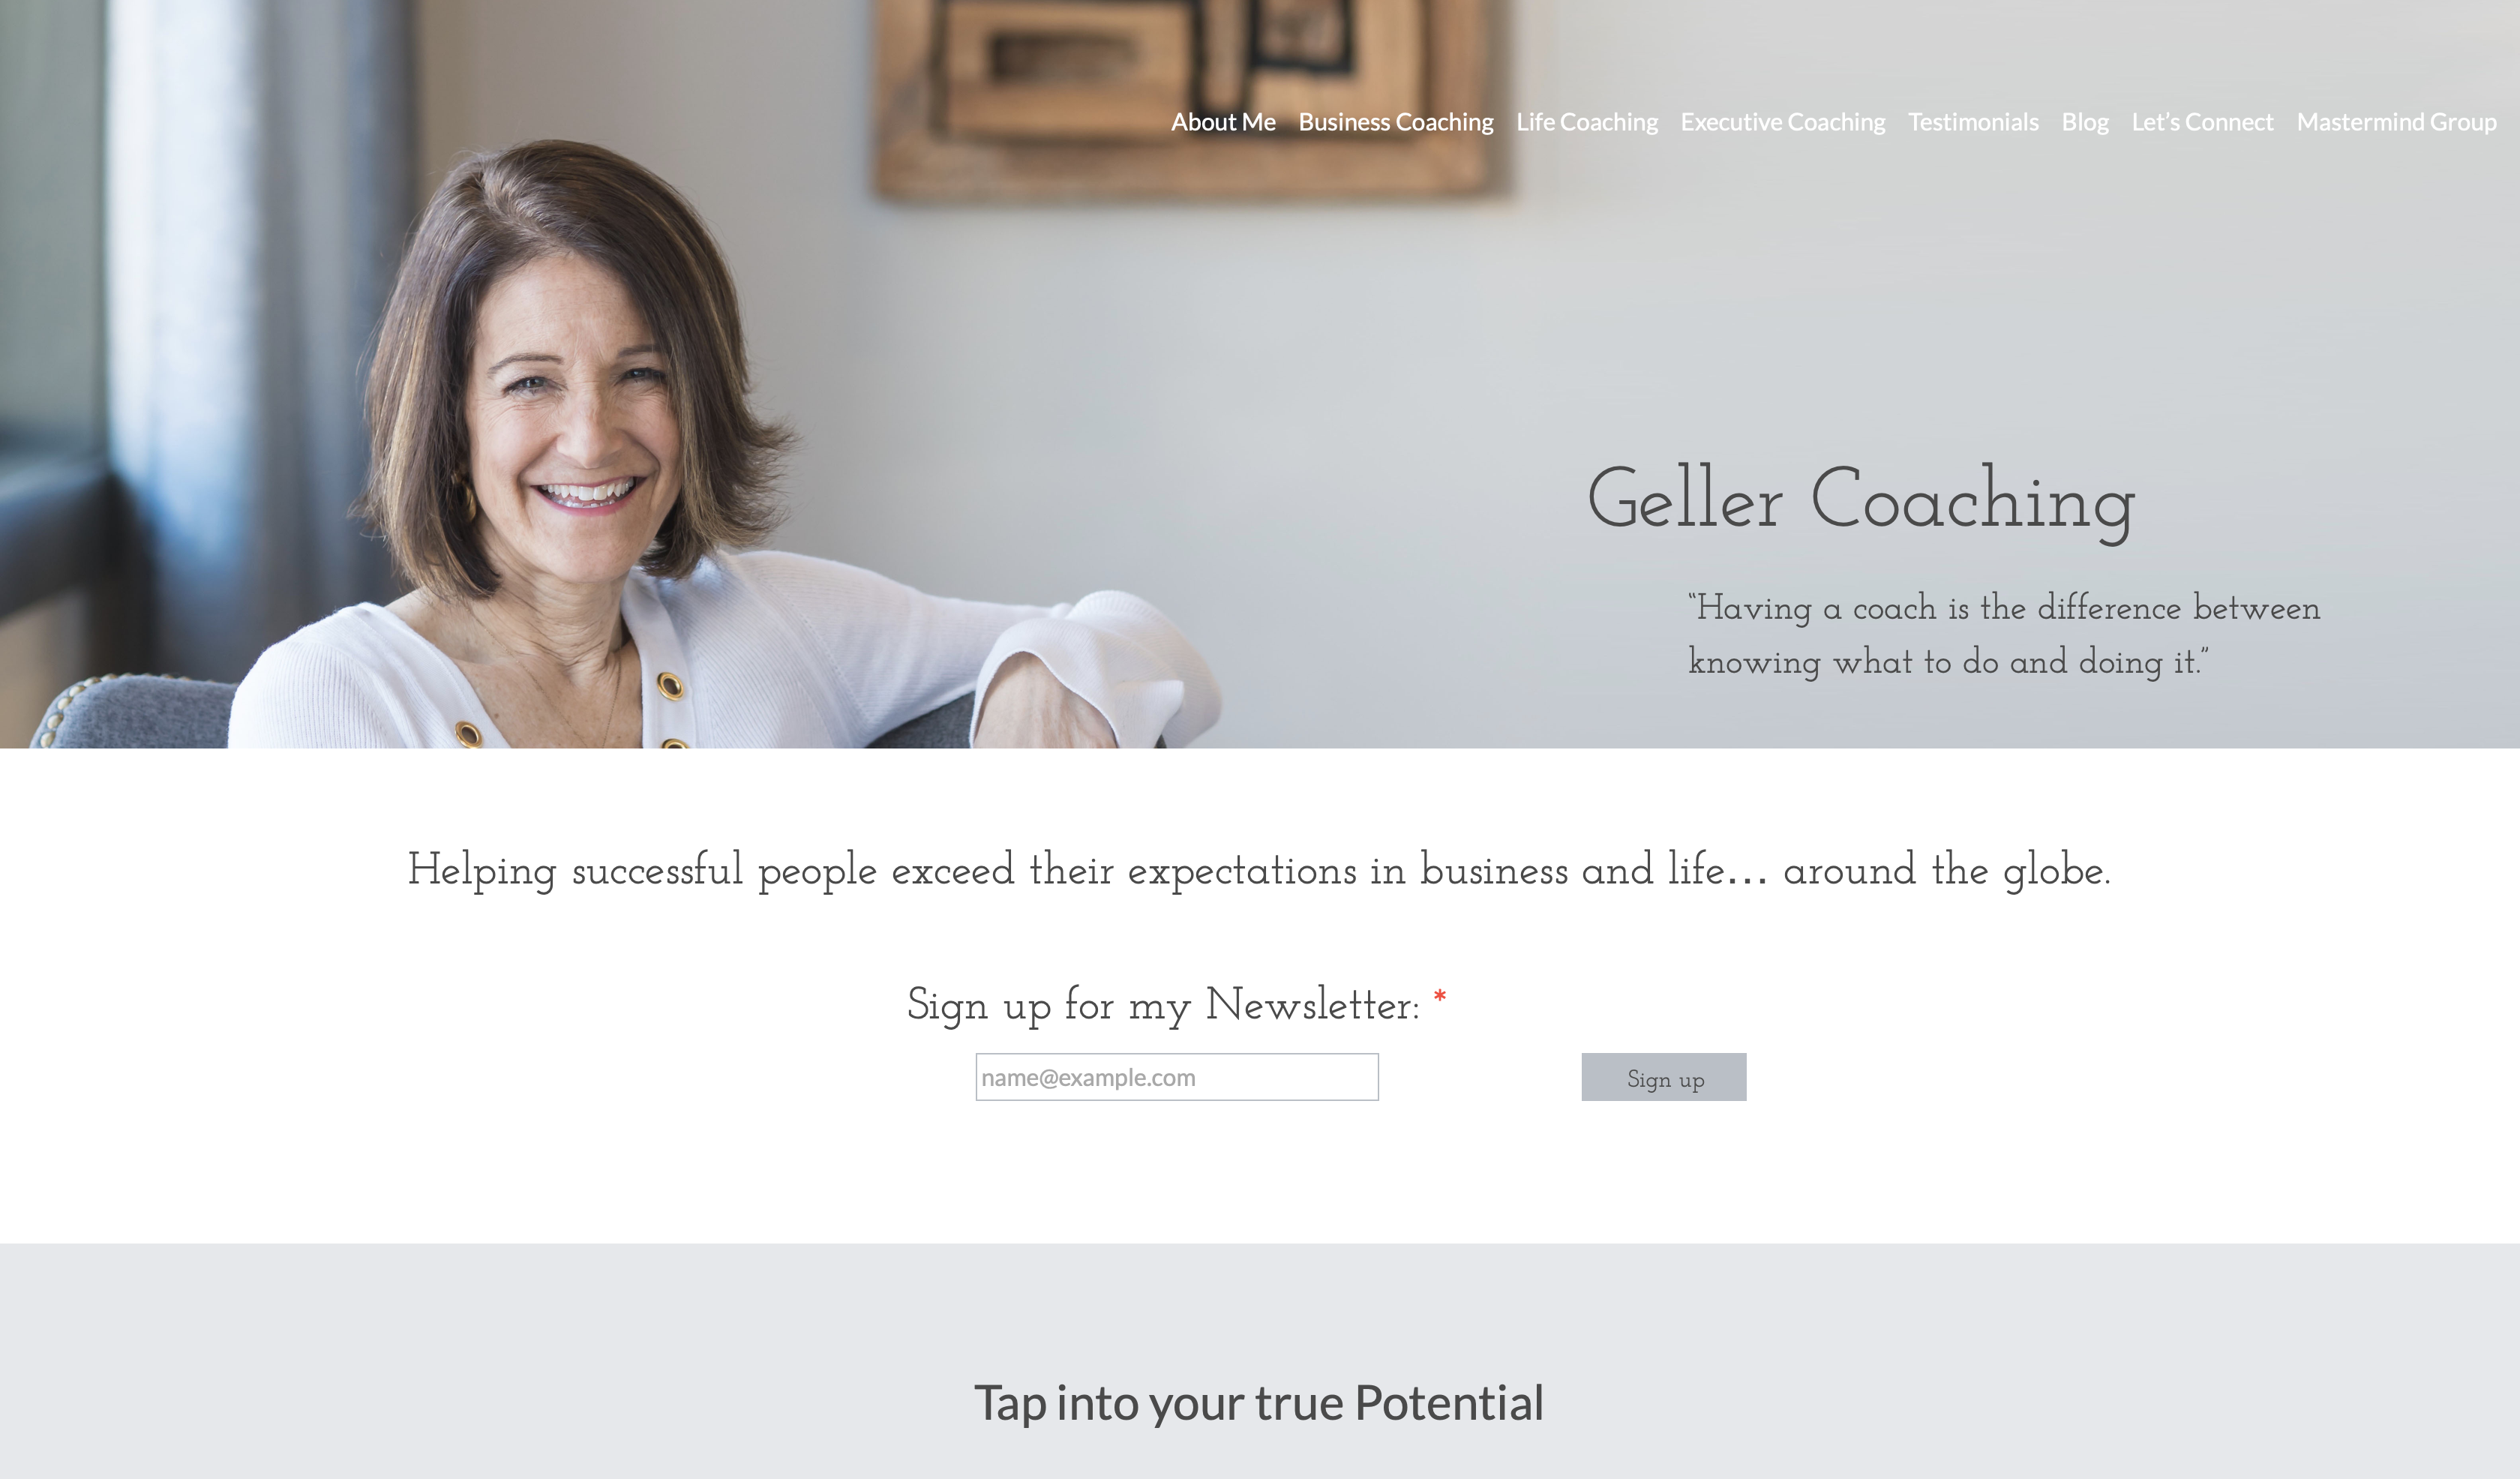 About Me Business Coaching Life Coaching Executive Coaching Testimonials Blog Let’s Connect Mastermind Group
Geller Coaching
“Having a coach is the difference between
knowing what to do and doing it.”
Helping successful people exceed their expectations in business and life... around the globe.
Sign up for my Newsletter: *
name@example.com
Sign up
Tap into your true Potential